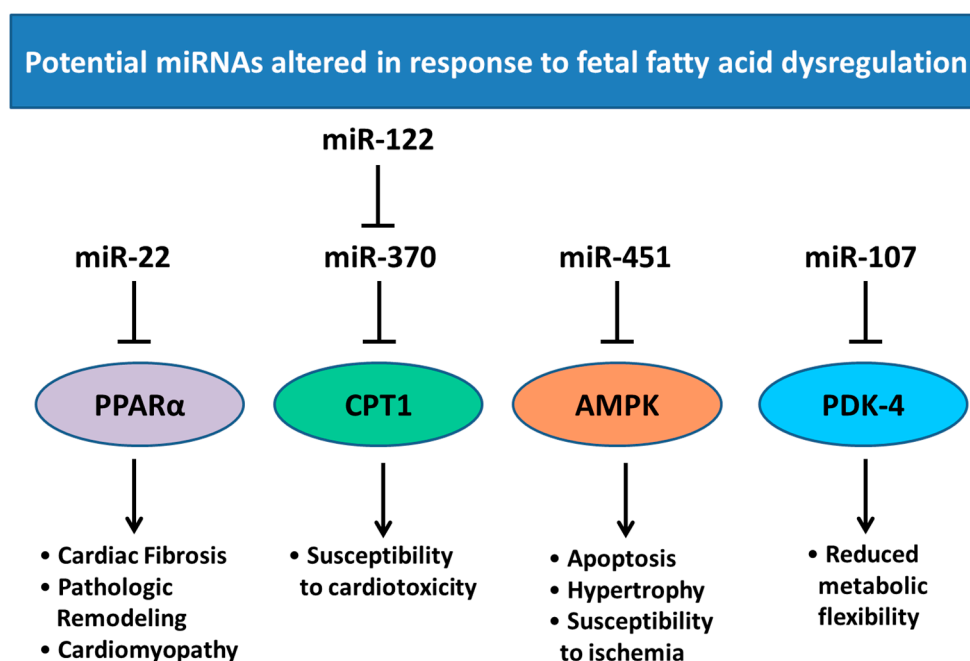 Potential miRNAs altered in response to fetal fatty acid dysregulation
miR-122
miR-22
miR-370
miR-451
miR-107
PPARα
CPT1
AMPK
PDK-4
• Cardiac Fibrosis
• Pathologic
Remodeling
• Cardiomyopathy
• Susceptibility
to cardiotoxicity
• Apoptosis
• Hypertrophy
• Susceptibility
to ischemia
• Reduced
metabolic
flexibility